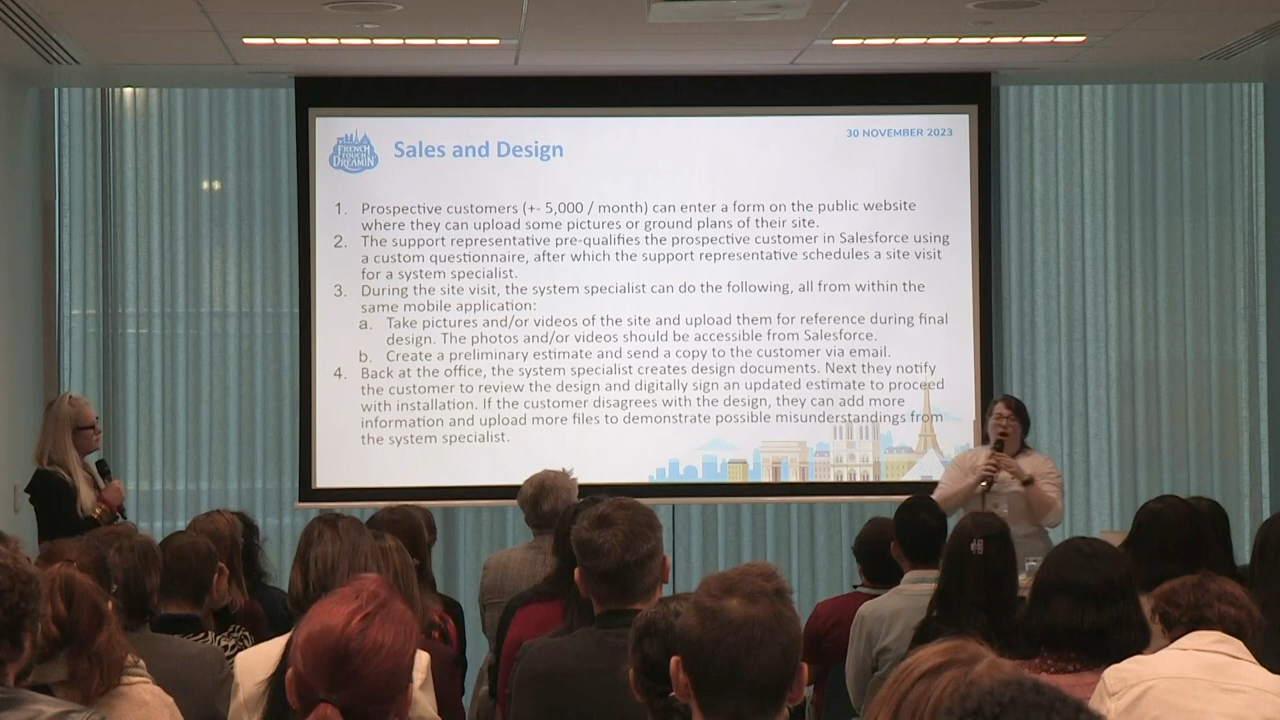 FRENCH
TOUCH
DREAMIN
Sales and Design
30 NOVEMBER 2023
1. Prospective customers (+- 5,000 / month) can enter a form on the public website
where they can upload some pictures or ground plans of their site.
2. The support representative pre-qualifies the prospective customer in Salesforce using
a custom questionnaire, after which the support representative schedules a site visit
for a system specialist.
3. During the site visit, the system specialist can do the following, all from within the
same mobile application:
a. Take pictures and/or videos of the site and upload them for reference during final
design. The photos and/or videos should be accessible from Salesforce.
b. Create a preliminary estimate and send a copy to the customer via email.
4. Back at the office, the system specialist creates design documents. Next they notify
the customer to review the design and digitally sign an updated estimate to proceed
with installation. If the customer disagrees with the design, they can add more
information and upload more files to demonstrate possible misunderstandings from
the system specialist.